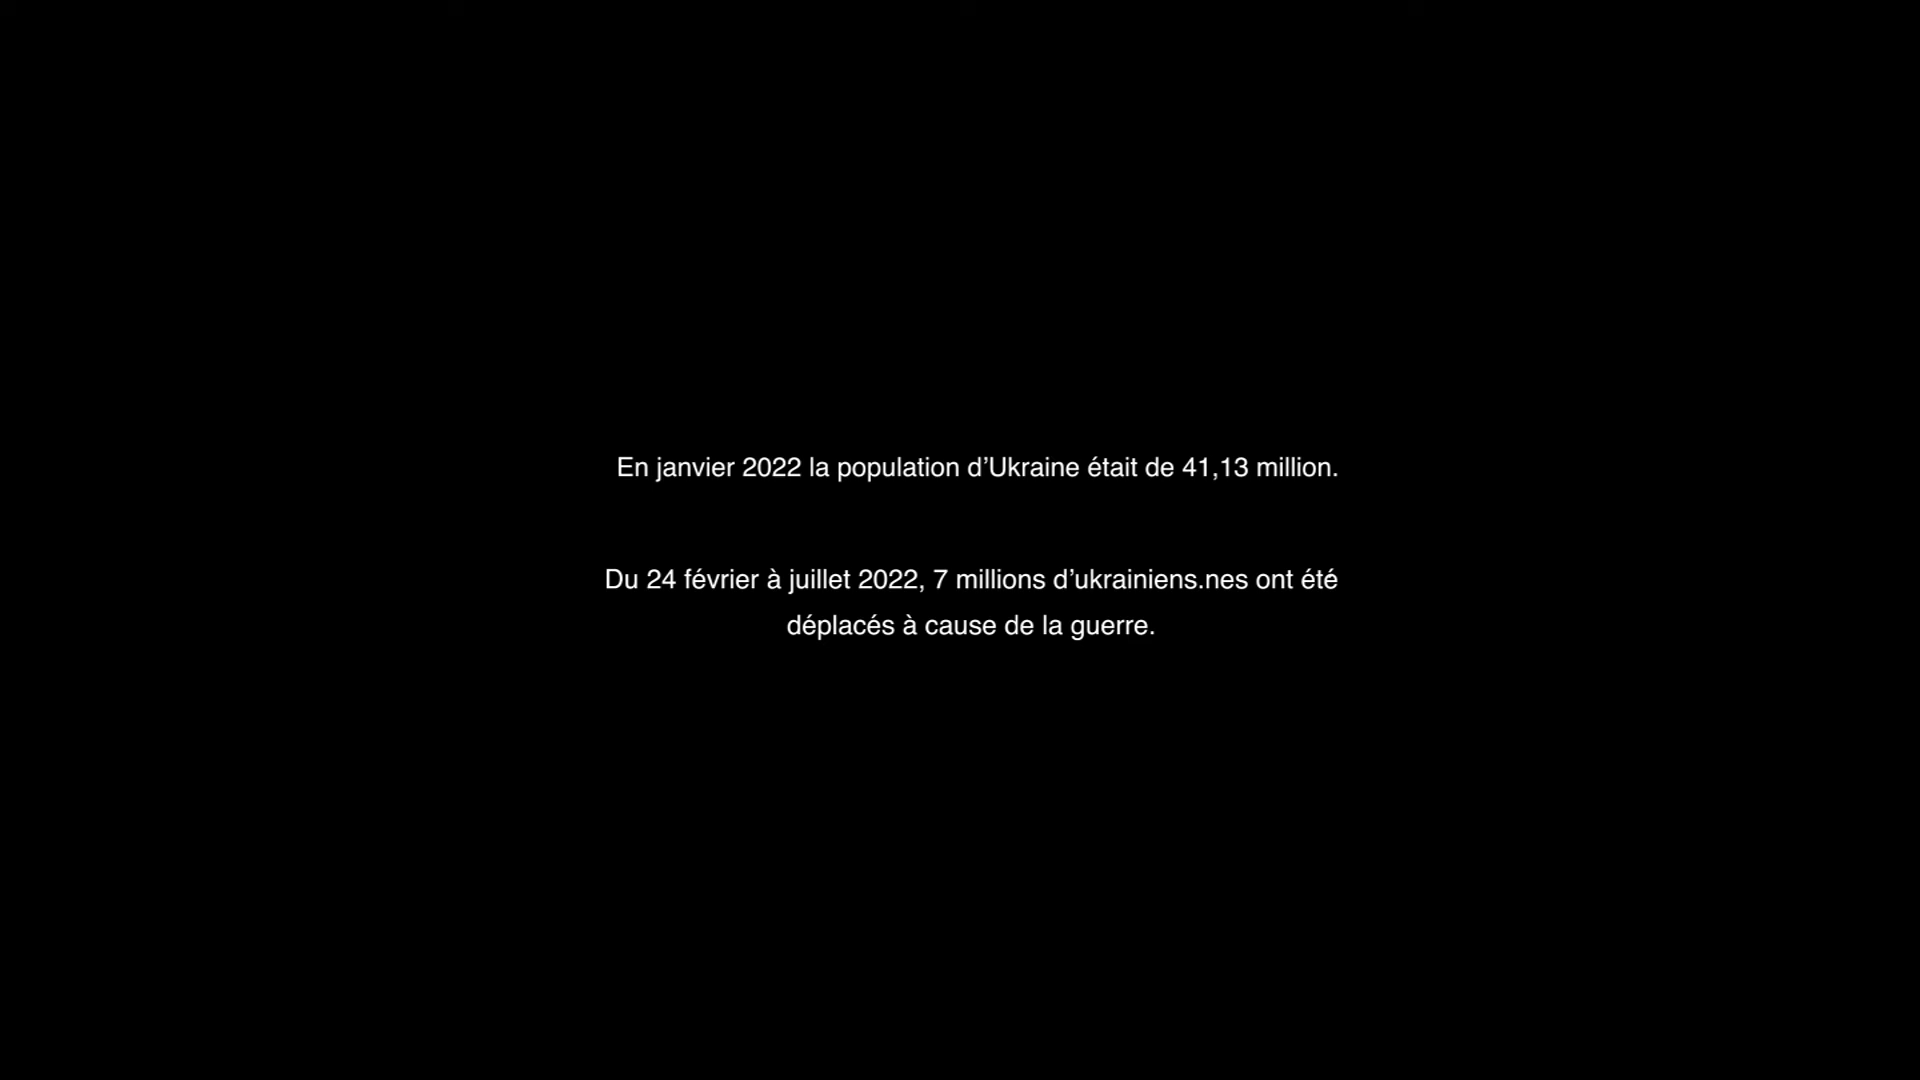 En janvier 2022 la population d’Ukraine était de 41,13 million.
Du 24 février à juillet 2022, 7 millions d’ukrainiens.nes ont été
déplacés à cause de la guerre.